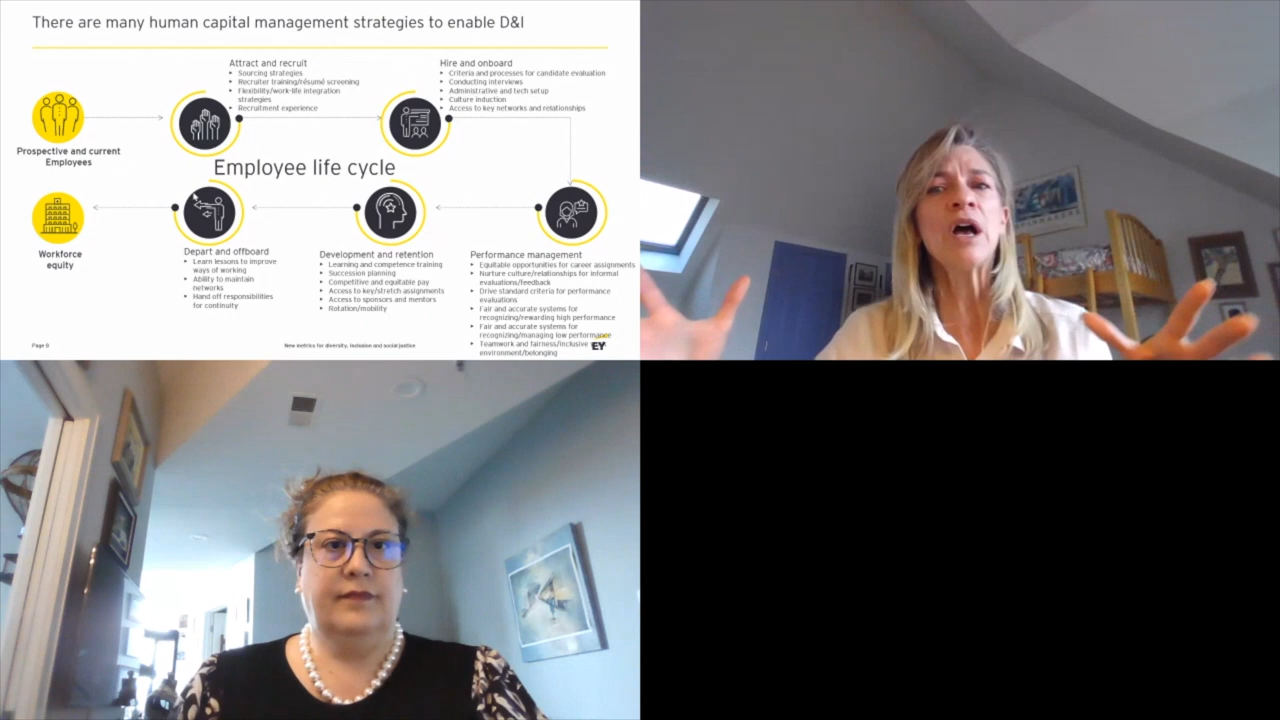 There are many human capital management strategies to enable D&I
Attract and recruit
▸ Sourcing strategies
▸ Recruiter training/résumé screening
▸ Flexibility/work-life integration
strategies
▸ Recruitment experience
Hire and onboard
▸ Criteria and processes for candidate evaluation
▸ Conducting interviews
▸ Administrative and tech setup
▸ Culture induction
▸ Access to key networks and relationships
Prospective and current
Employees
Employee life cycle
Workforce
equity
Depart and offboard
▸ Learn lessons to improve
ways of working
▸ Ability to maintain
networks
▸ Hand off responsibilities
for continuity
Development and retention
▸ Learning and competence training
▸ Succession planning
▸ Competitive and equitable pay
▸ Access to key/stretch assignments
▸ Access to sponsors and mentors
▸ Rotation/mobility
Performance management
▸ Equitable opportunities for career assignments
▸ Nurture culture/relationships for informal
evaluations/feedback
▸ Drive standard criteria for performance
evaluations
▸ Fair and accurate systems for
recognizing/rewarding high performance
▸ Fair and accurate systems for
recognizing/managing low performance
▸ Teamwork and fairness/inclusive
environment/belonging
Page 9
New metrics for diversity, inclusion and social justice
EY